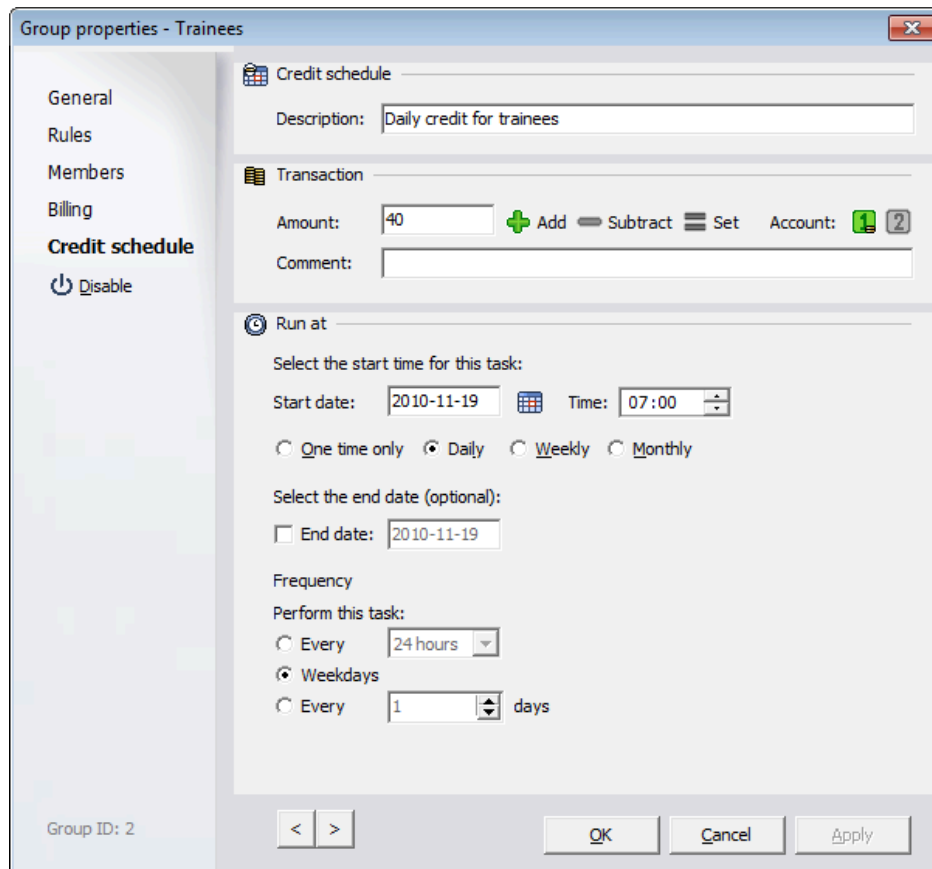 Group properties - Trainees
General
Rules
Members
Billing
Credit schedule
Disable
Credit schedule
Description: Daily credit for trainees
Transaction
Amount: 40 Add Subtract Set Account: 1 2
Comment:
Run at
Select the start time for this task:
Start date: 2010-11-19 Time: 07:00
One time only Daily Weekly Monthly
Select the end date (optional):
End date: 2010-11-19
Frequency
Perform this task:
Every 24 hours
Weekdays
Every 1 days
Group ID: 2
< > OK Cancel Apply